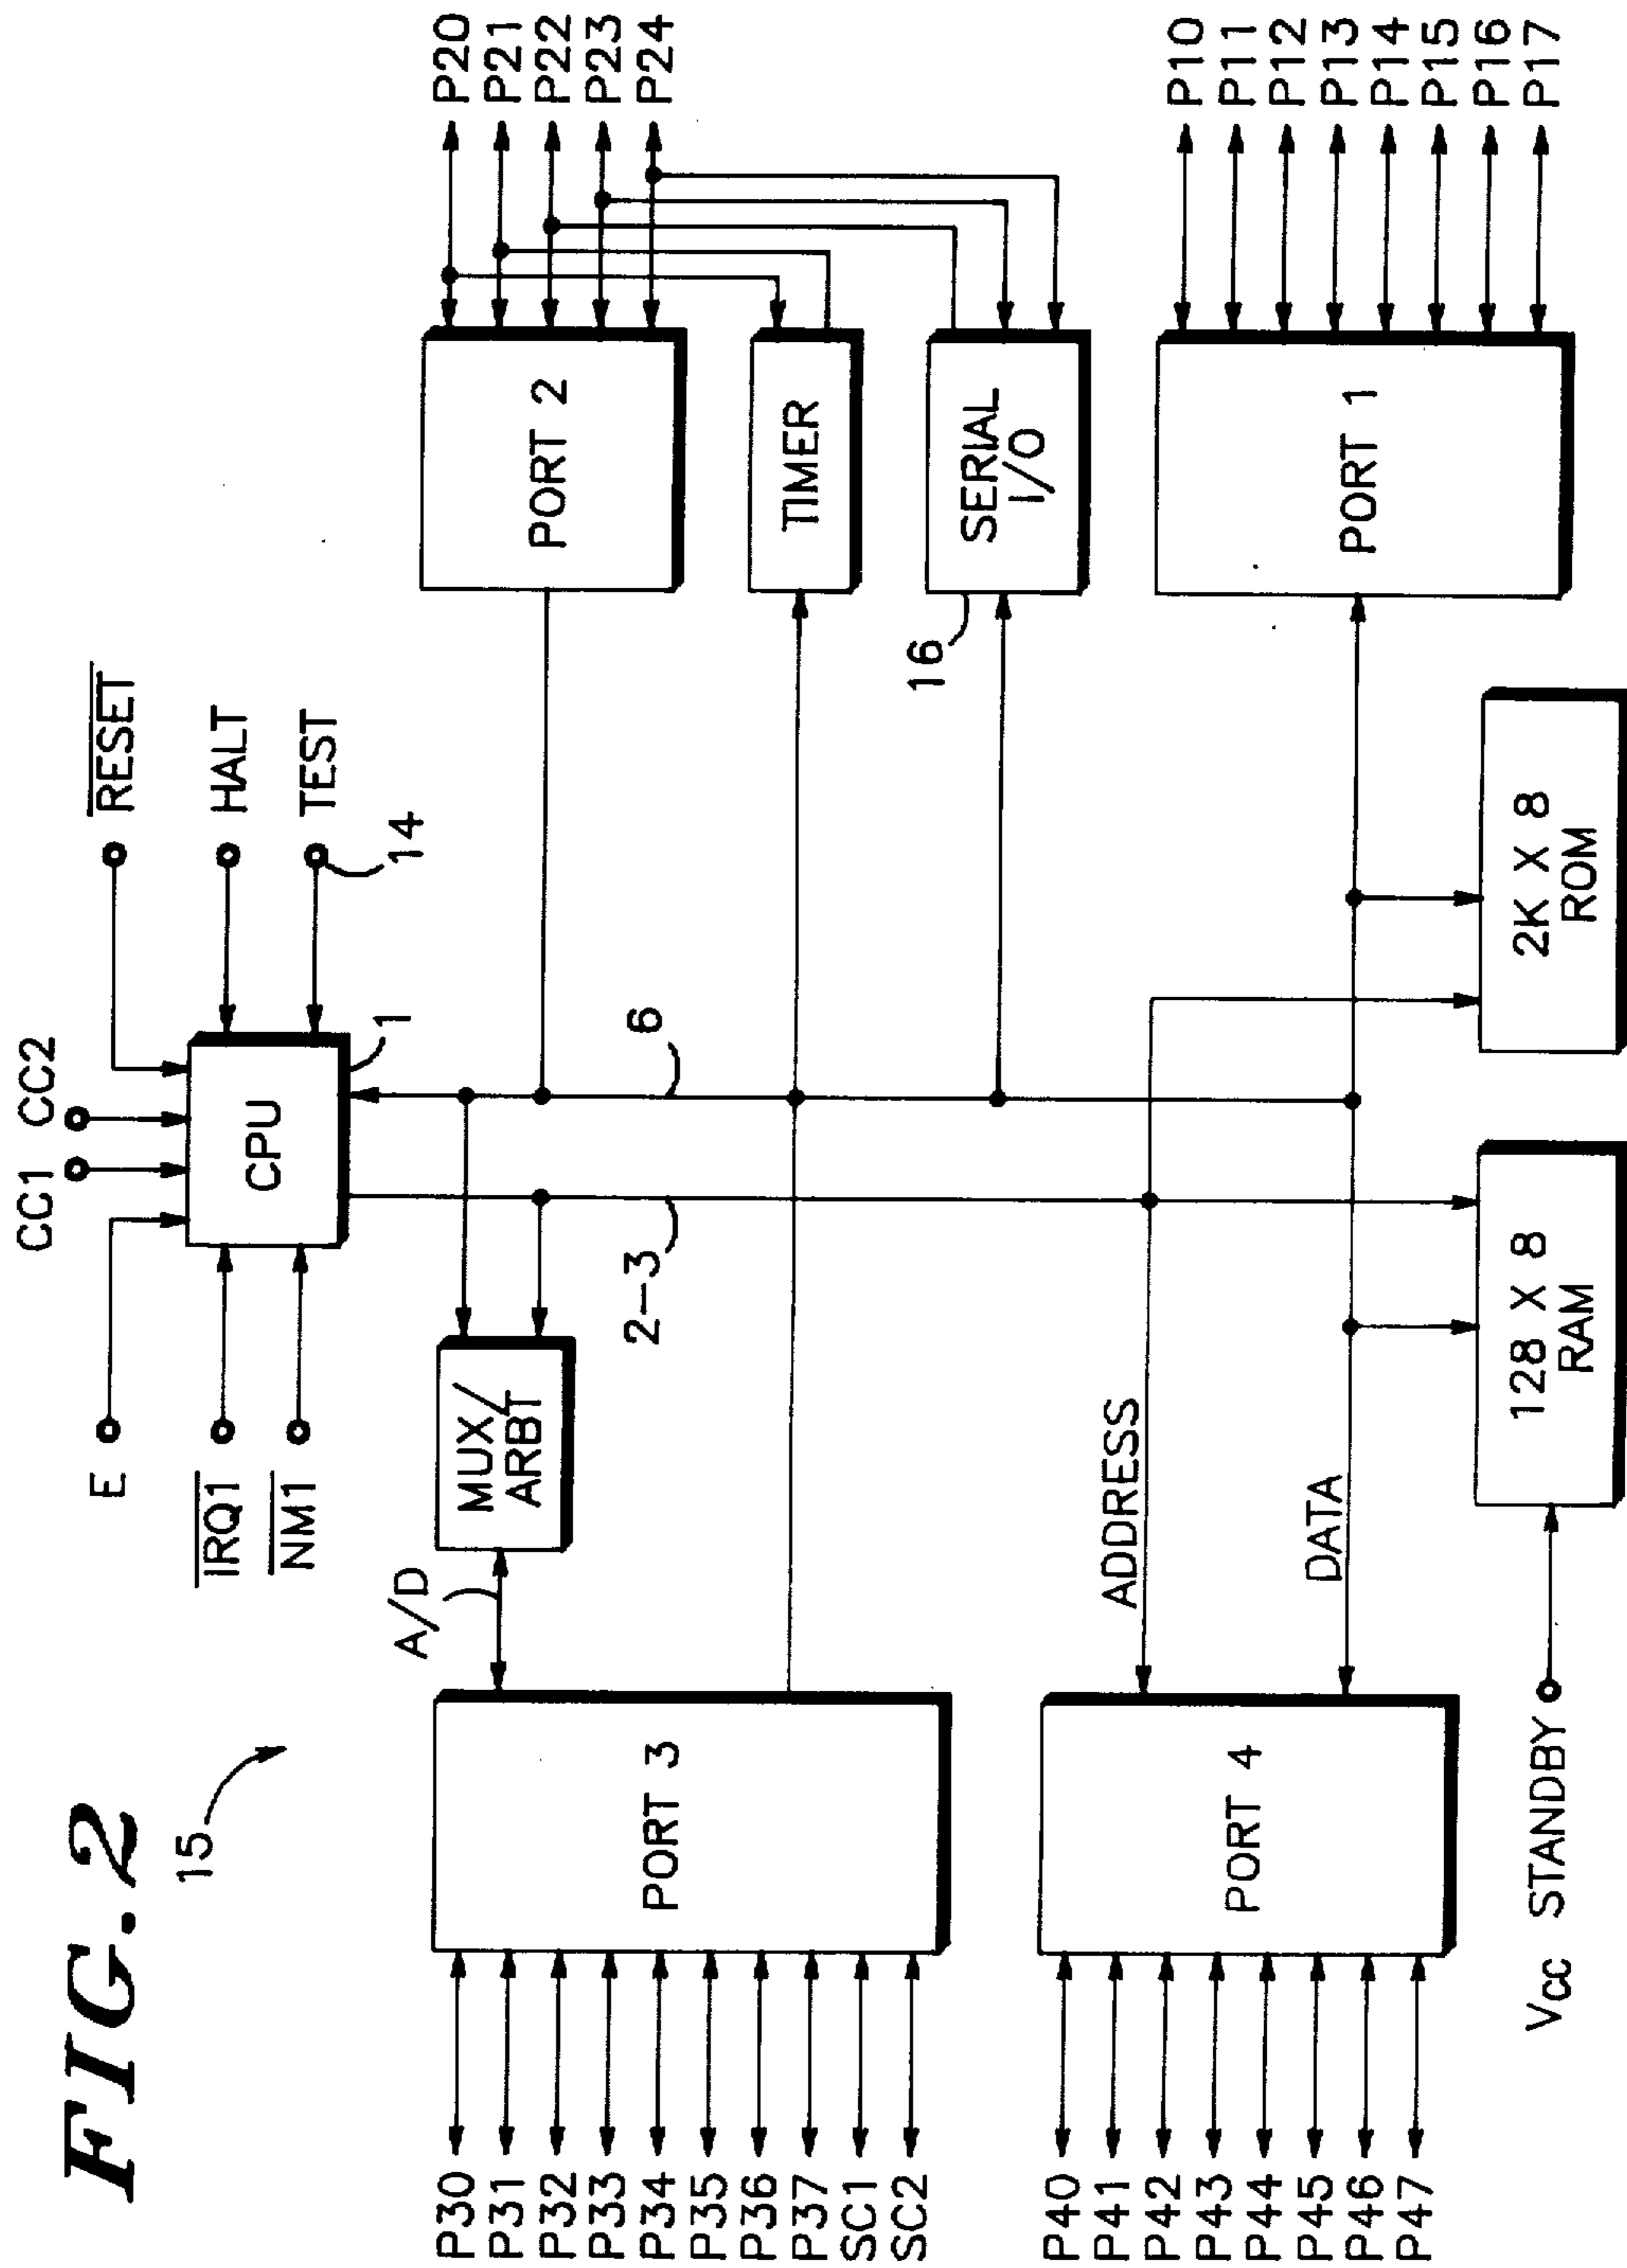 FIG. 2
15
E
CC1
CC2
RESET
IRQ1
NM1
HALT
TEST
14
CPU
1
A/D
MUX/
ARBT
2-3
6
P30
P31
P32
P33
P34
P35
P36
P37
SC1
SC2
PORT 3
PORT 2
P20
P21
P22
P23
P24
TIMER
16
SERIAL
I/O
P40
P41
P42
P43
P44
P45
P46
P47
PORT 4
ADDRESS
DATA
PORT 1
P10
P11
P12
P13
P14
P15
P16
P17
VCC STANDBY
128 X 8
RAM
2K X 8
ROM